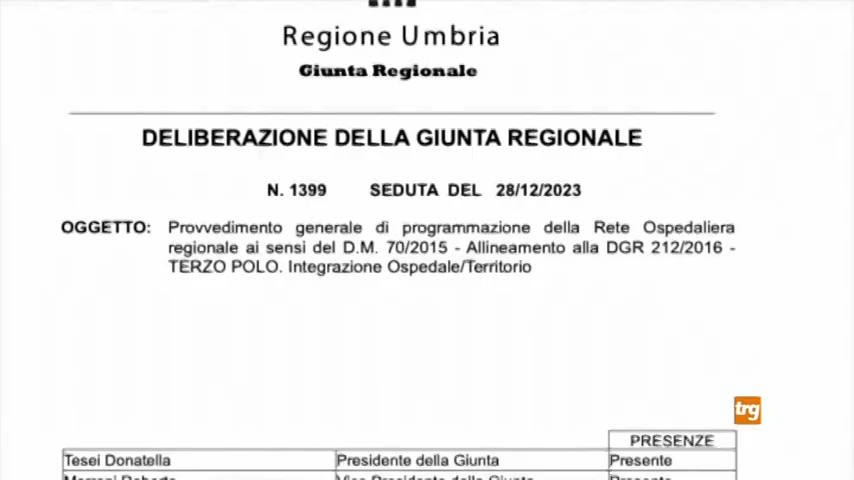 Regione Umbria
Giunta Regionale
DELIBERAZIONE DELLA GIUNTA REGIONALE
N. 1399 SEDUTA DEL 28/12/2023
OGGETTO: Provvedimento generale di programmazione della Rete Ospedaliera
regionale ai sensi del D.M. 70/2015 - Allineamento alla DGR 212/2016 -
TERZO POLO. Integrazione Ospedale/Territorio
trg
PRESENZE
Tesei Donatella Presidente della Giunta Presente